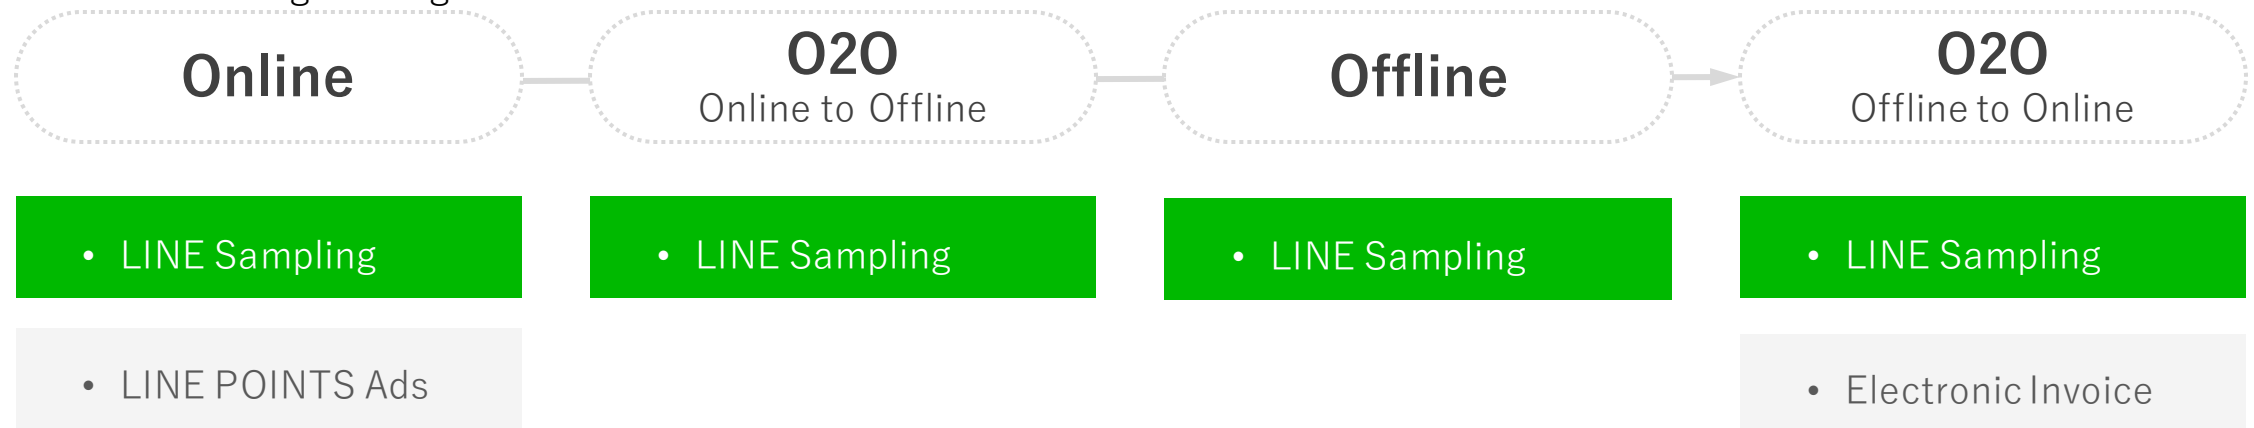 Online
O2O
Online to Offline
Offline
O2O
Offline to Online
• LINE Sampling
• LINE Sampling
• LINE Sampling
• LINE Sampling
• LINE POINTS Ads
• Electronic Invoice